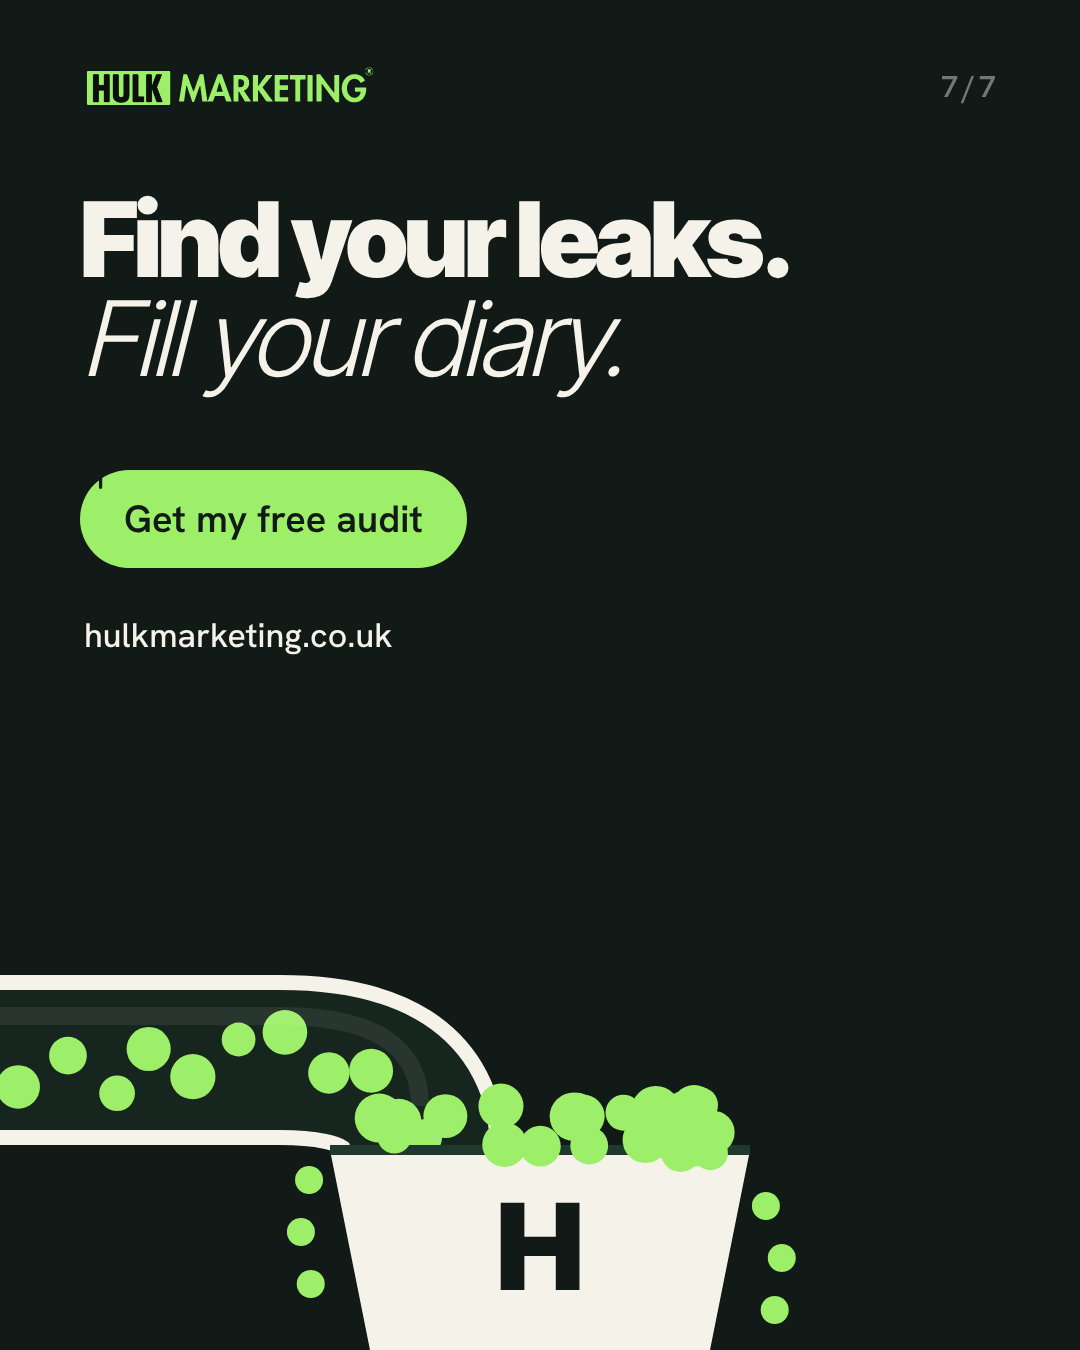 HULK MARKETING®
7/7
Find your leaks.
Fill your diary.
Get my free audit
hulkmarketing.co.uk
H